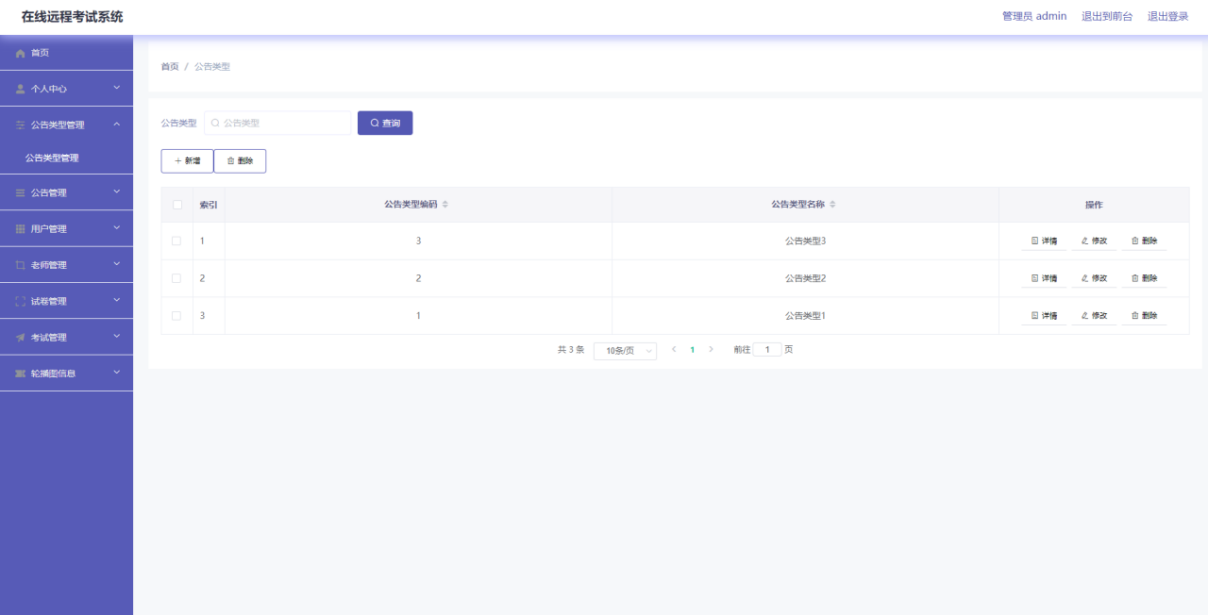 在线远程考试系统
管理员 admin 退出到前台 退出登录
首页
个人中心
公告类型管理
公告类型管理
公告管理
用户管理
老师管理
试卷管理
考试管理
轮播图信息
首页 / 公告类型
公告类型 公告类型 查询
新增 删除
索引 公告类型编码 公告类型名称 操作
1 3 公告类型3 详情 修改 删除
2 2 公告类型2 详情 修改 删除
3 1 公告类型1 详情 修改 删除
共 3 条 10条/页 1 前往 1 页